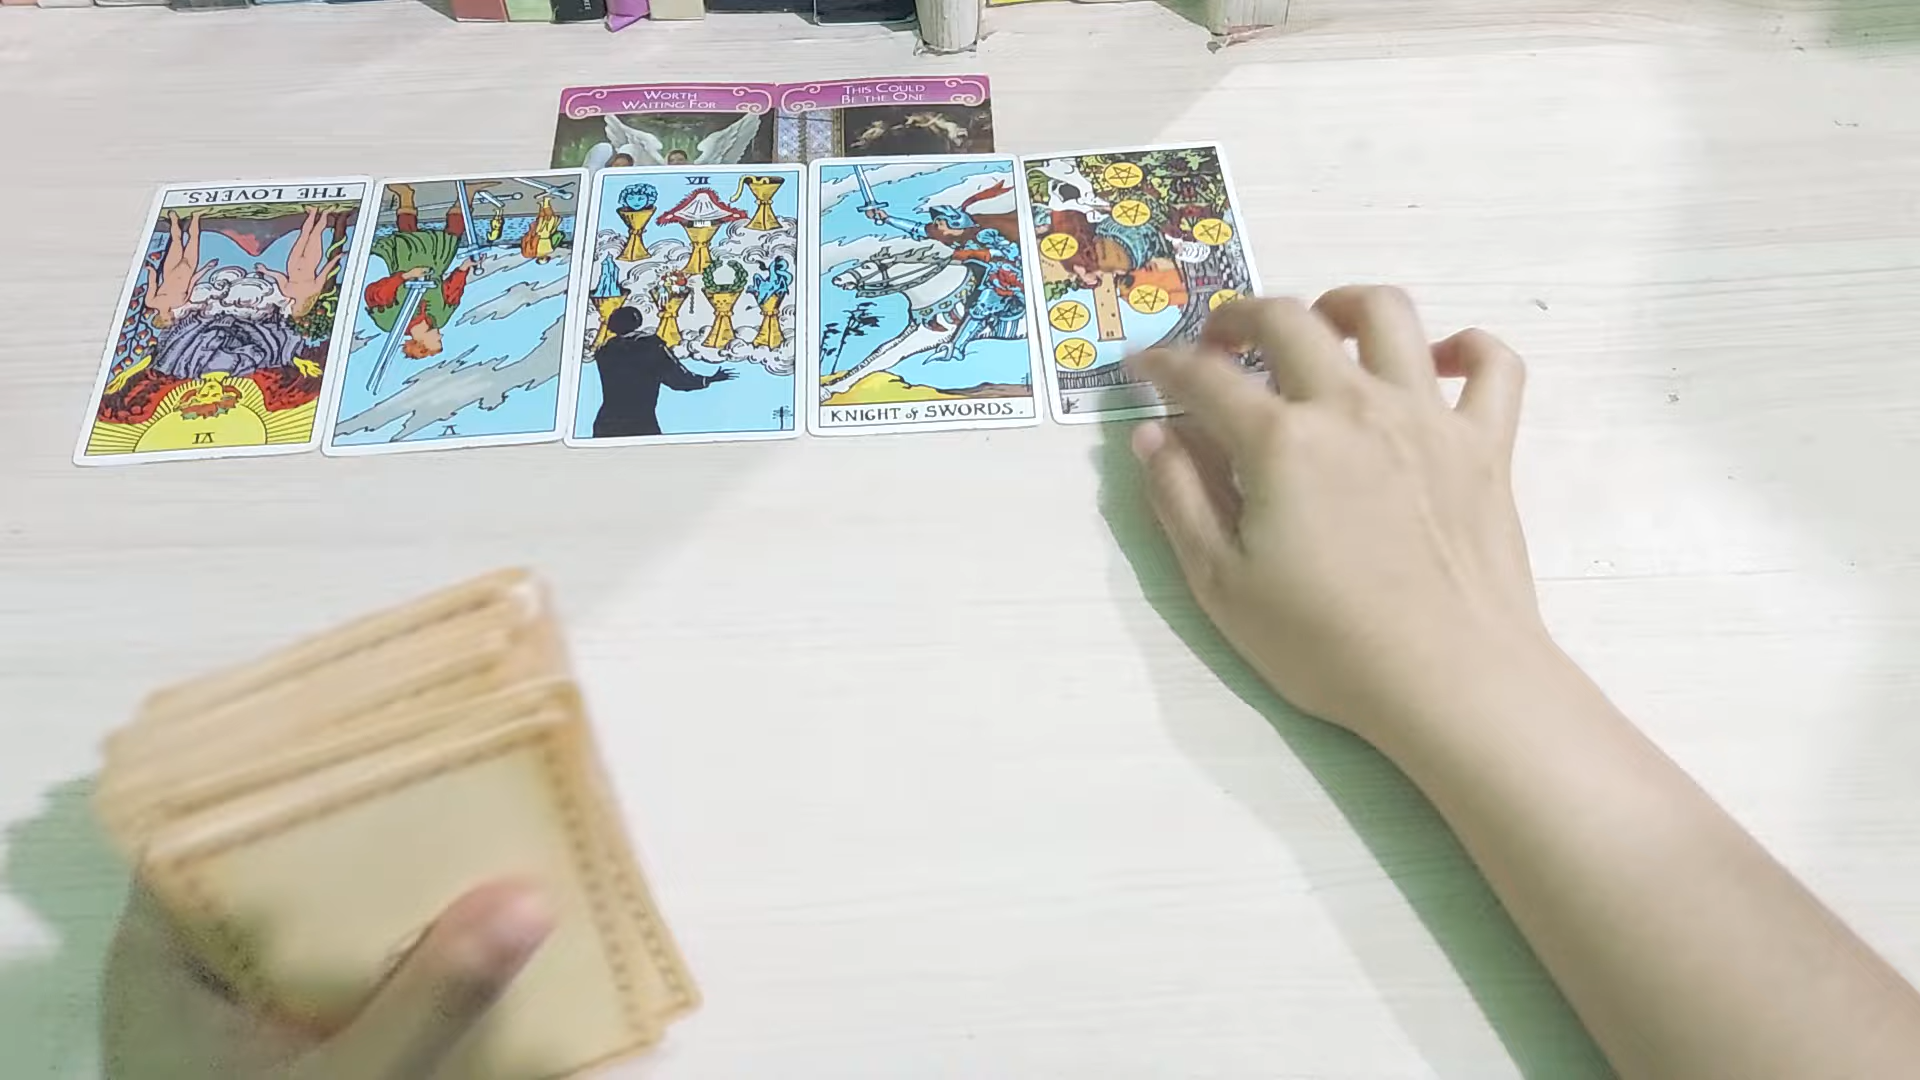 WORTH
WAITING FOR
THIS COULD
BE THE ONE
THE LOVERS.
VI
V
VII
KNIGHT of SWORDS.